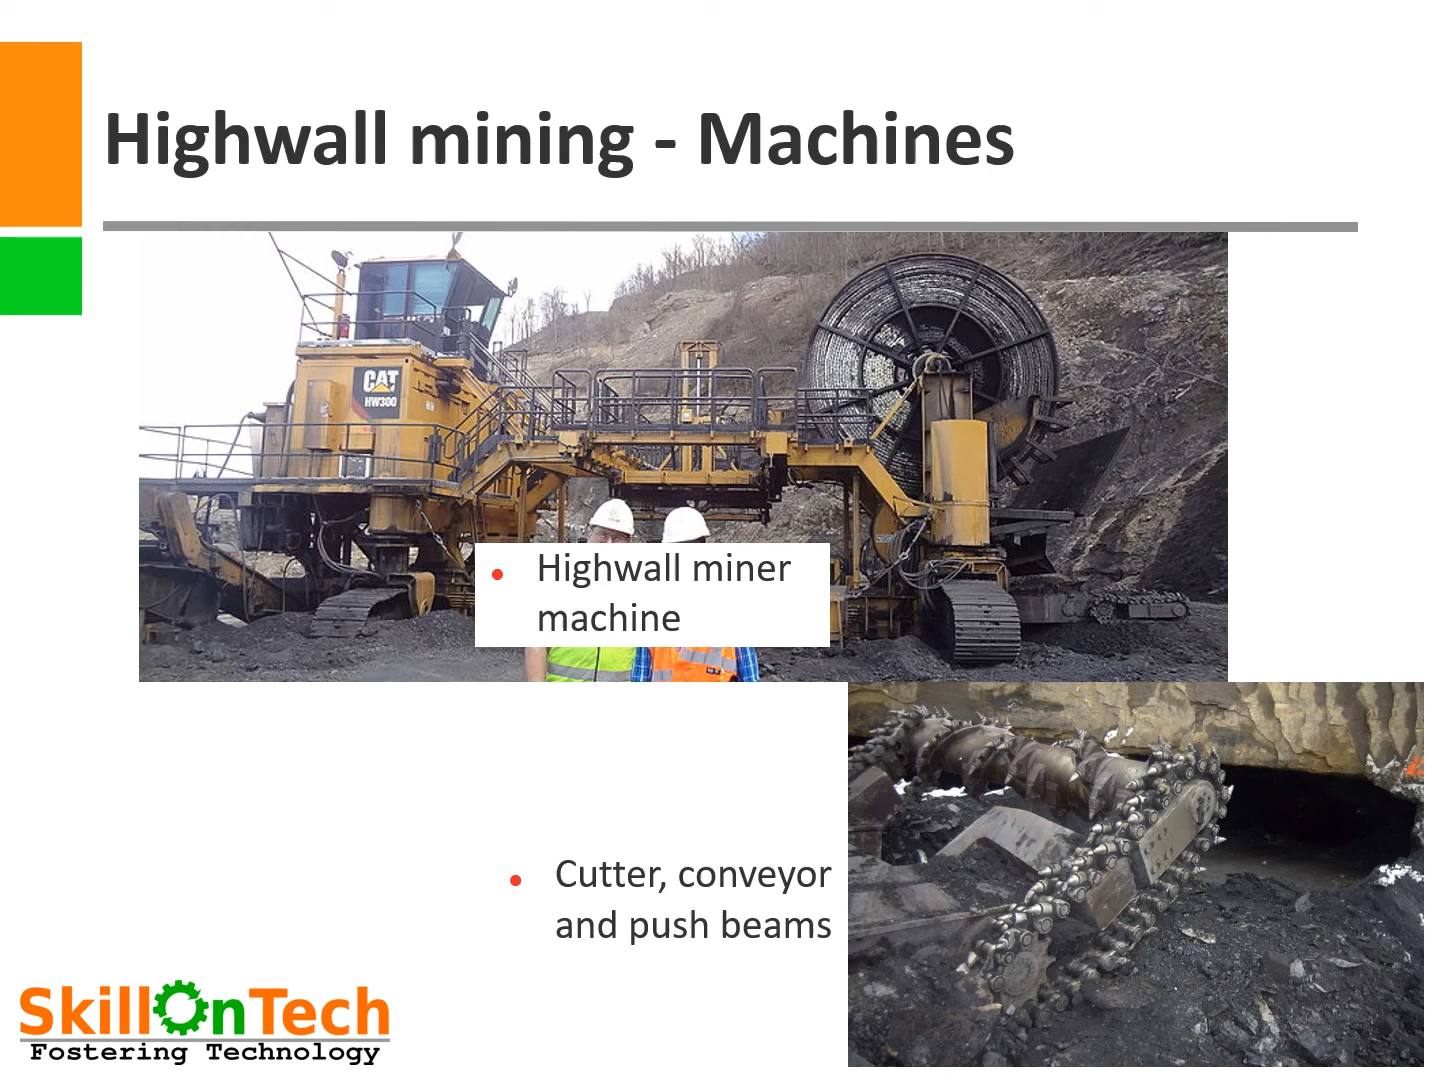 Highwall mining - Machines
CAT
HW300
Highwall miner
machine
Cutter, conveyor
and push beams
SkillOnTech
Fostering Technology